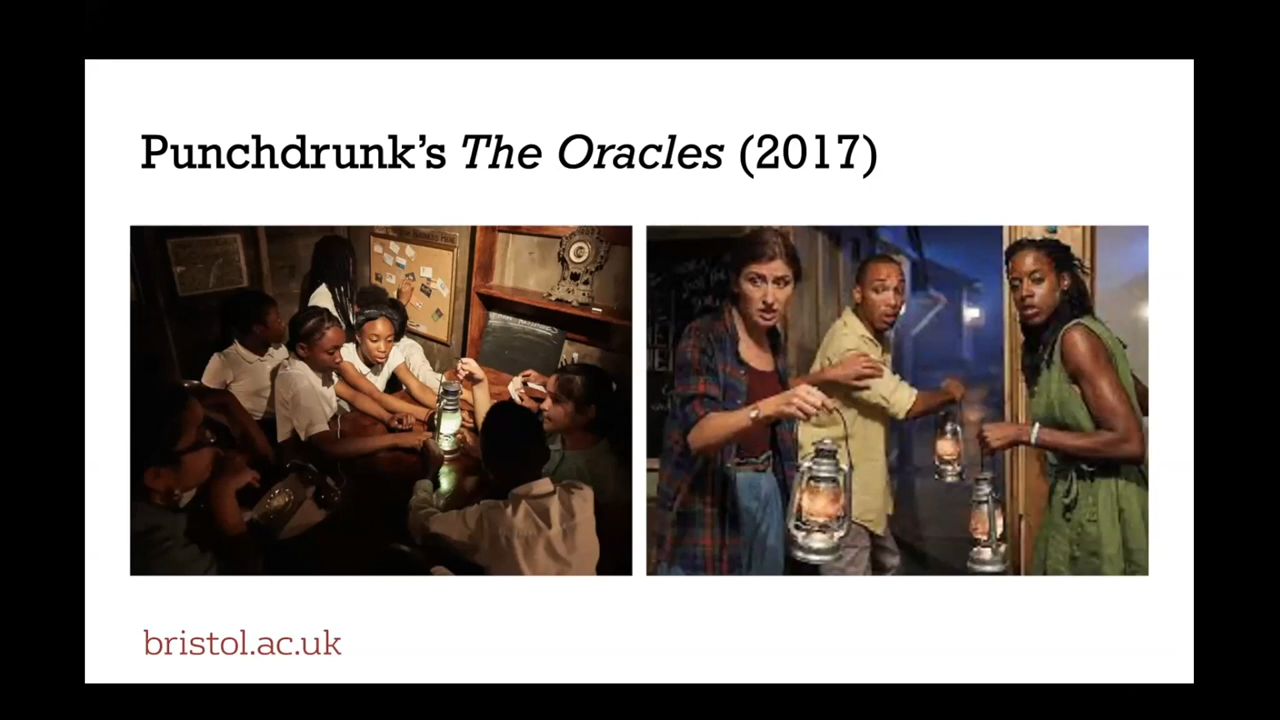 Punchdrunk’s The Oracles (2017)
bristol.ac.uk